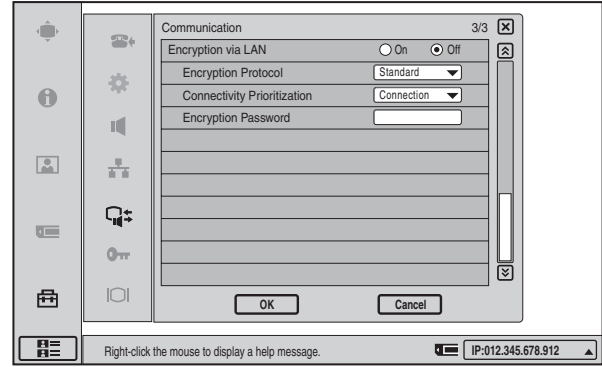 Communication 3/3
Encryption via LAN On Off
Encryption Protocol Standard
Connectivity Prioritization Connection
Encryption Password
OK Cancel
Right-click the mouse to display a help message. IP:012.345.678.912